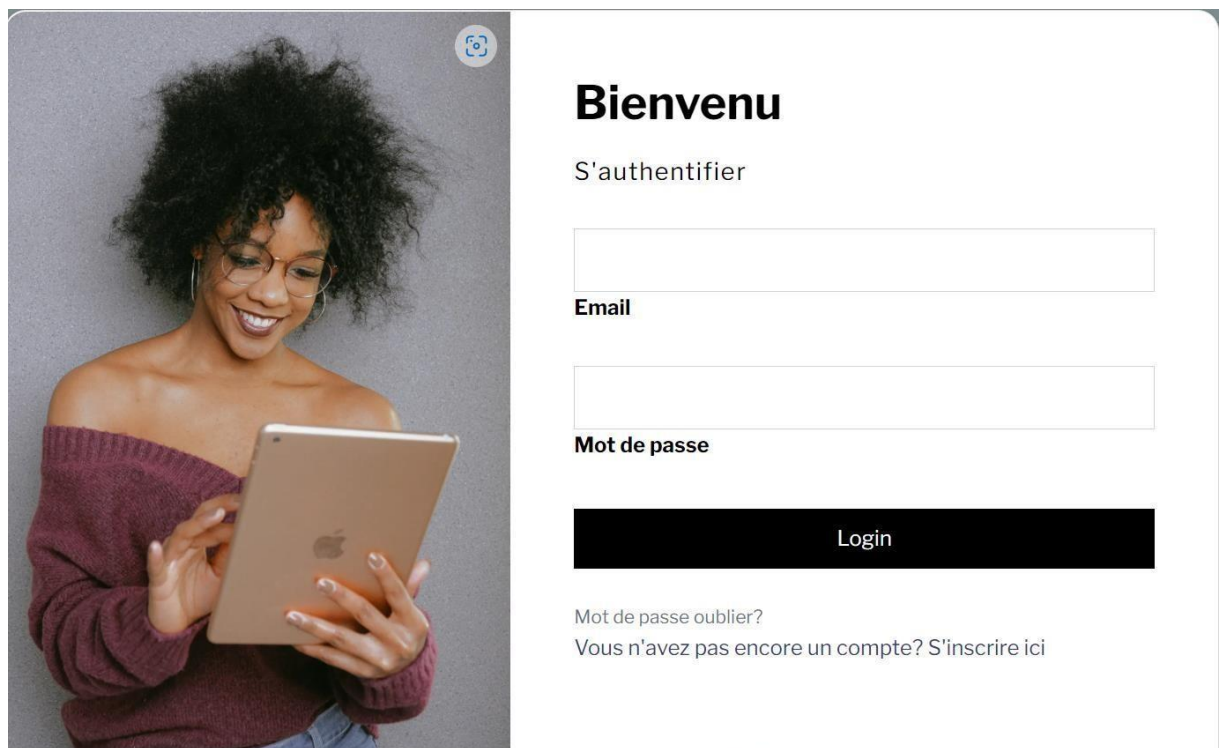 Bienvenu
S'authentifier
Email
Mot de passe
Login
Mot de passe oublier?
Vous n'avez pas encore un compte? S'inscrire ici